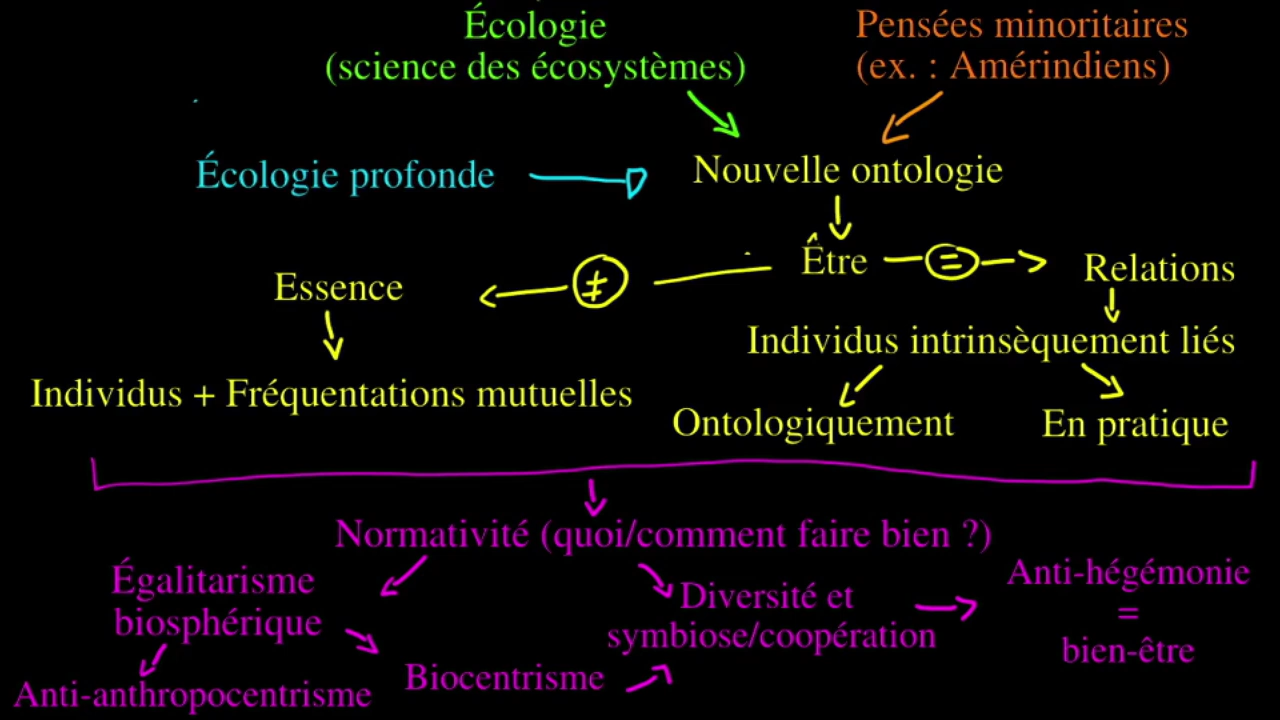 Écologie
(science des écosystèmes)
Pensées minoritaires
(ex. : Amérindiens)
Écologie profonde
Nouvelle ontologie
Essence
≠
Être
=
Relations
Individus intrinsèquement liés
Individus + Fréquentations mutuelles
Ontologiquement
En pratique
Normativité (quoi/comment faire bien ?)
Égalitarisme
biosphérique
Diversité et
symbiose/coopération
Anti-hégémonie
=
bien-être
Biocentrisme
Anti-anthropocentrisme